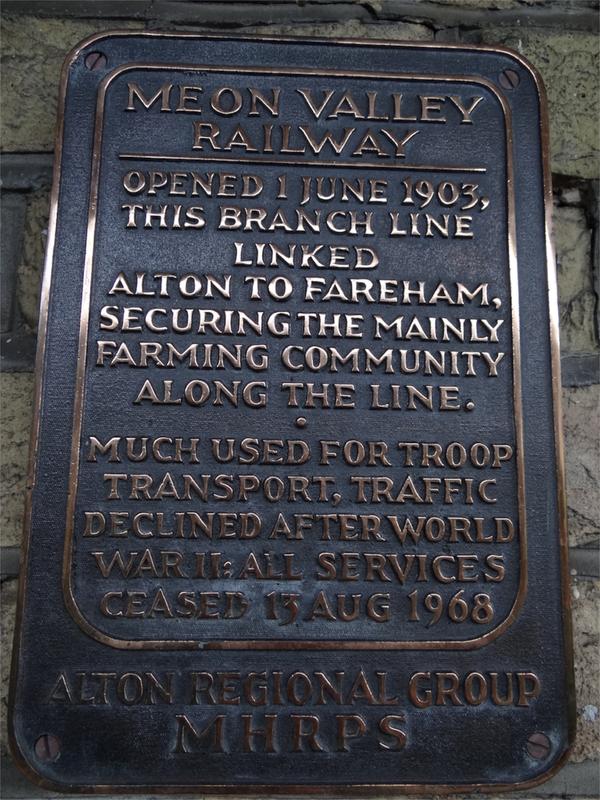 MEON VALLEY
RAILWAY
OPENED 1 JUNE 1903,
THIS BRANCH LINE
LINKED
ALTON TO FAREHAM,
SECURING THE MAINLY
FARMING COMMUNITY
ALONG THE LINE.
•
MUCH USED FOR TROOP
TRANSPORT, TRAFFIC
DECLINED AFTER WORLD
WAR II: ALL SERVICES
CEASED 13 AUG 1968
ALTON REGIONAL GROUP
MHRPS